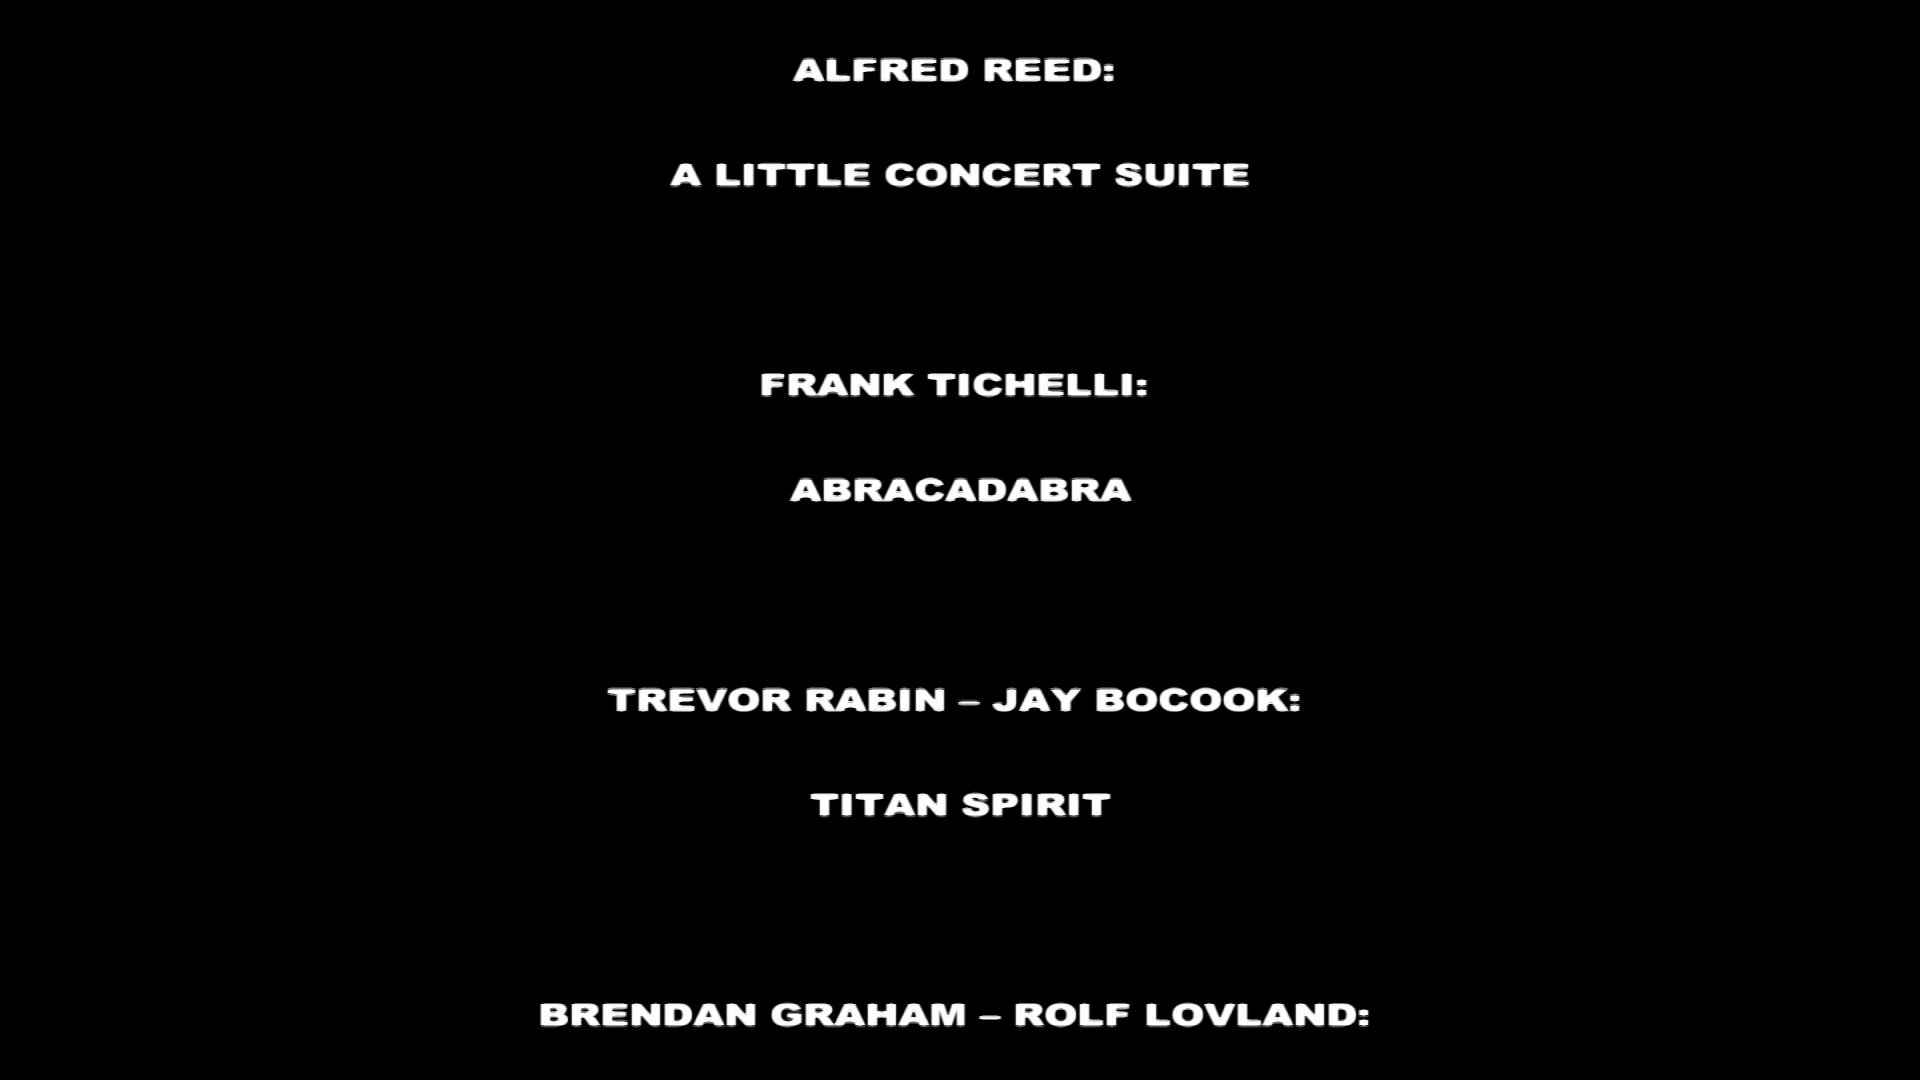 ALFRED REED:
A LITTLE CONCERT SUITE
FRANK TICHELLI:
ABRACADABRA
TREVOR RABIN – JAY BOCOOK:
TITAN SPIRIT
BRENDAN GRAHAM – ROLF LOVLAND: